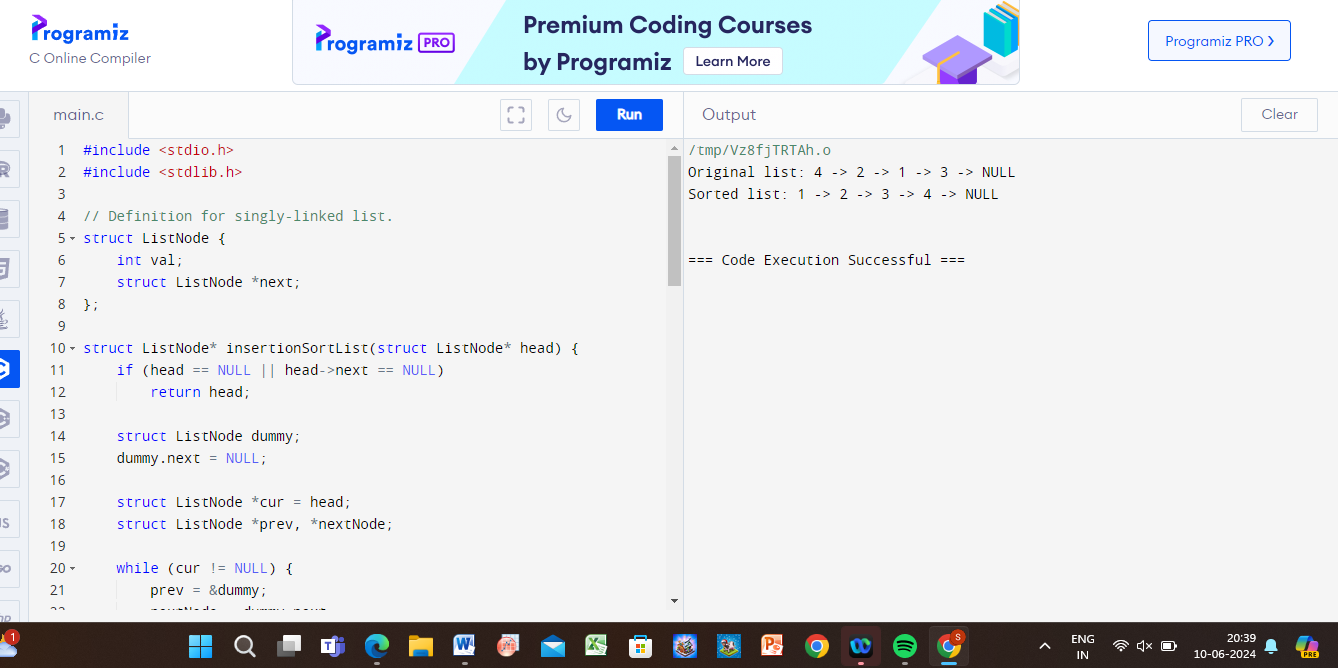 Programiz
C Online Compiler
Programiz PRO
Premium Coding Courses
by Programiz Learn More
Programiz PRO ❯
main.c
Run
Output
Clear
1 #include <stdio.h>
2 #include <stdlib.h>
3
4 // Definition for singly-linked list.
5 struct ListNode {
6 int val;
7 struct ListNode *next;
8 };
9
10 struct ListNode* insertionSortList(struct ListNode* head) {
11 if (head == NULL || head->next == NULL)
12 return head;
13
14 struct ListNode dummy;
15 dummy.next = NULL;
16
17 struct ListNode *cur = head;
18 struct ListNode *prev, *nextNode;
19
20 while (cur != NULL) {
21 prev = &dummy;
/tmp/Vz8fjTRTAh.o
Original list: 4 -> 2 -> 1 -> 3 -> NULL
Sorted list: 1 -> 2 -> 3 -> 4 -> NULL
=== Code Execution Successful ===
1
S
ENG
IN
20:39
10-06-2024
PRE